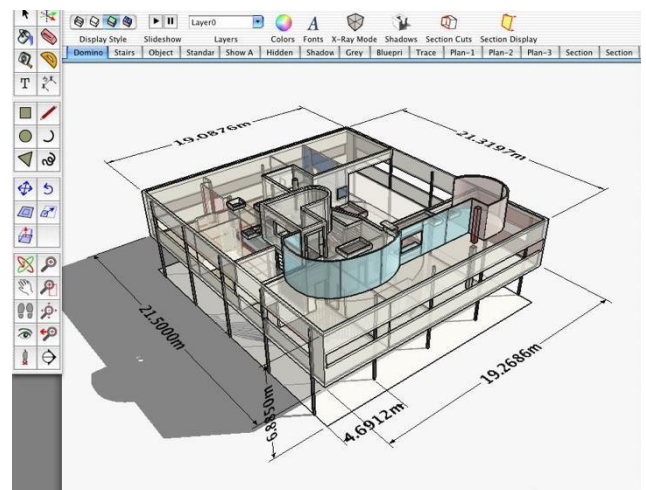 Layer0
Display Style Slideshow Layers Colors Fonts X-Ray Mode Shadows Section Cuts Section Display
Domino Stairs Object Standar Show A Hidden Shadow Grey Bluepri Trace Plan-1 Plan-2 Plan-3 Section Section
T
A
19.0876m
21.3197m
21.5000m
6.8850m
4.6912m
19.2686m